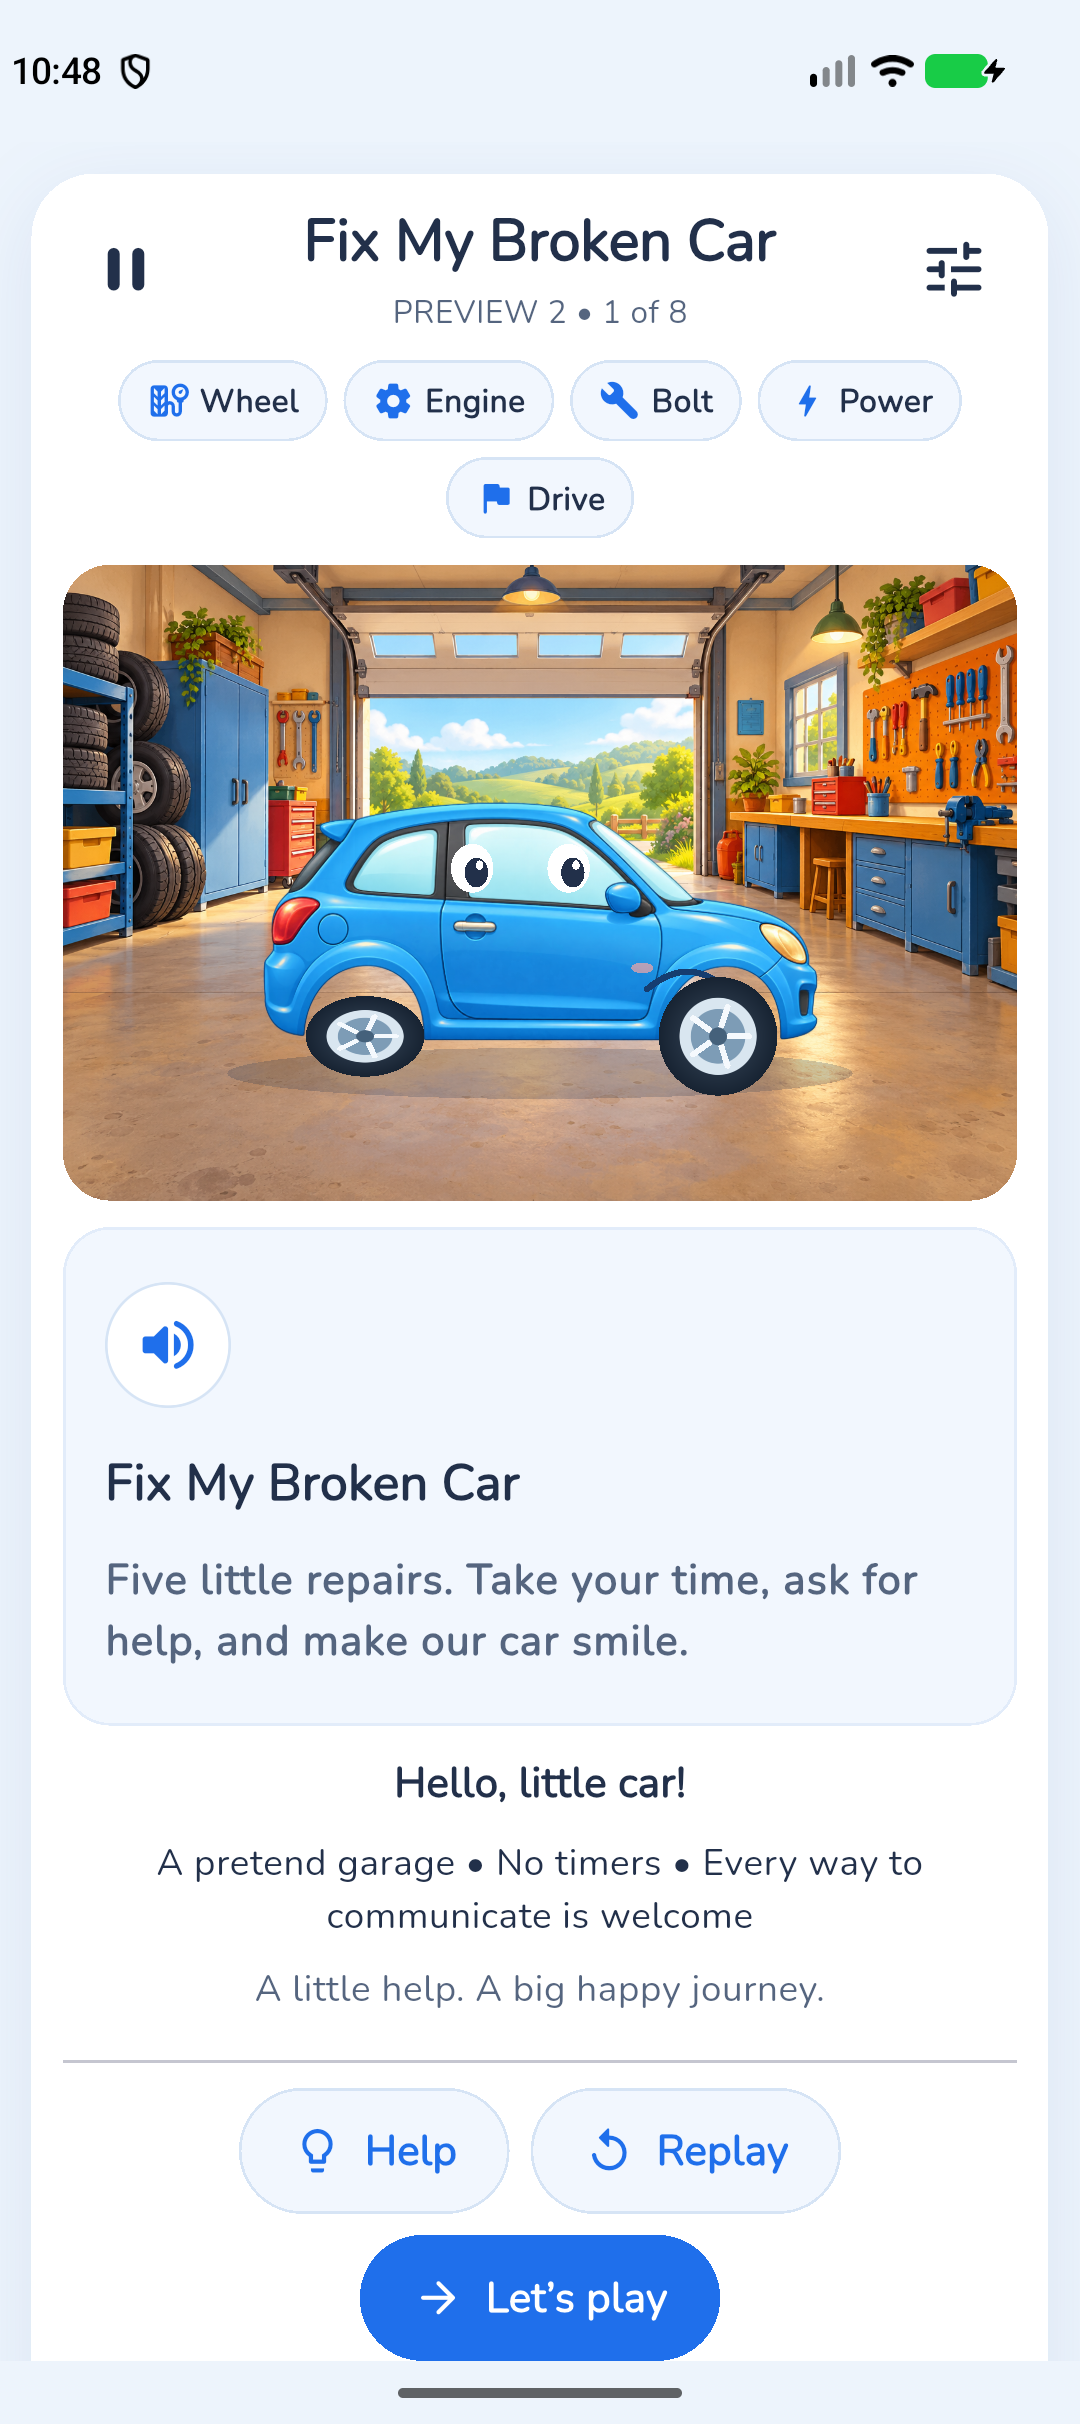 10:48
Fix My Broken Car
PREVIEW 2 • 1 of 8
Wheel
Engine
Bolt
Power
Drive
Fix My Broken Car
Five little repairs. Take your time, ask for
help, and make our car smile.
Hello, little car!
A pretend garage • No timers • Every way to
communicate is welcome
A little help. A big happy journey.
Help
Replay
Let’s play